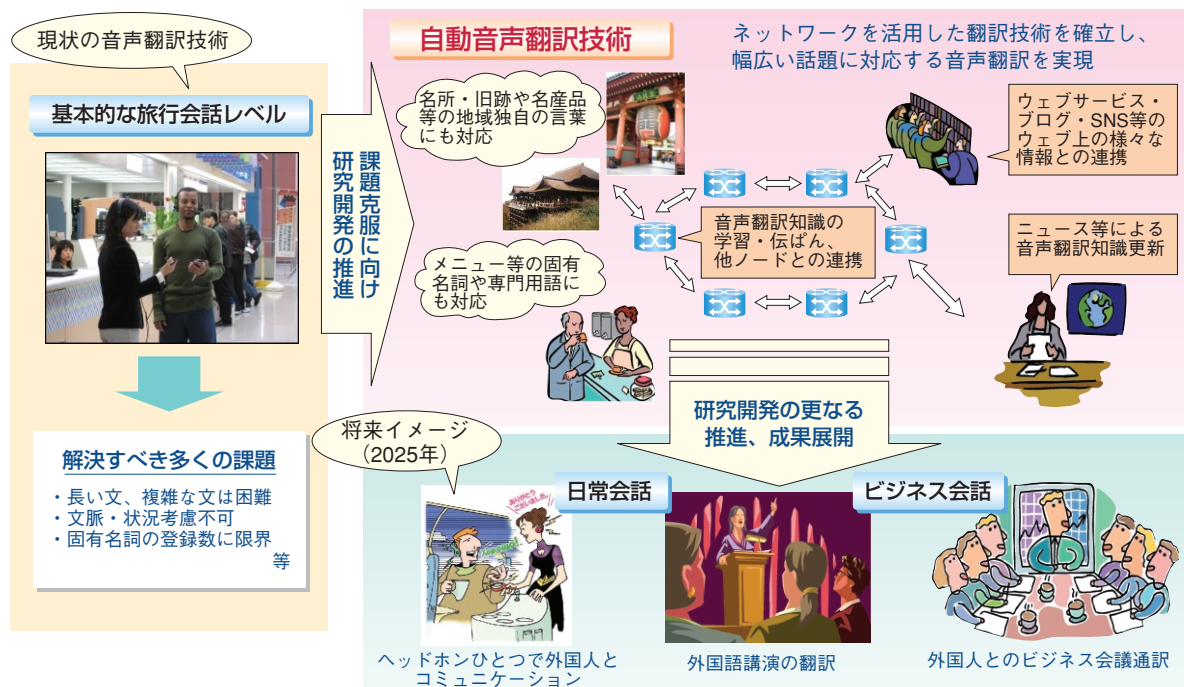 現状の音声翻訳技術
基本的な旅行会話レベル
解決すべき多くの課題
・長い文、複雑な文は困難
・文脈・状況考慮不可
・固有名詞の登録数に限界
等
課題克服に向け
研究開発の推進
自動音声翻訳技術
ネットワークを活用した翻訳技術を確立し、
幅広い話題に対応する音声翻訳を実現
名所・旧跡や名産品
等の地域独自の言葉
にも対応
メニュー等の固有
名詞や専門用語に
も対応
音声翻訳知識の
学習・伝ぱん、
他ノードとの連携
ウェブサービス・
ブログ・SNS等の
ウェブ上の様々な
情報との連携
ニュース等による
音声翻訳知識更新
研究開発の更なる
推進、成果展開
将来イメージ
（2025年）
日常会話
ビジネス会話
ありがとう
ございました。
ヘッドホンひとつで外国人と
コミュニケーション
外国語講演の翻訳
外国人とのビジネス会議通訳